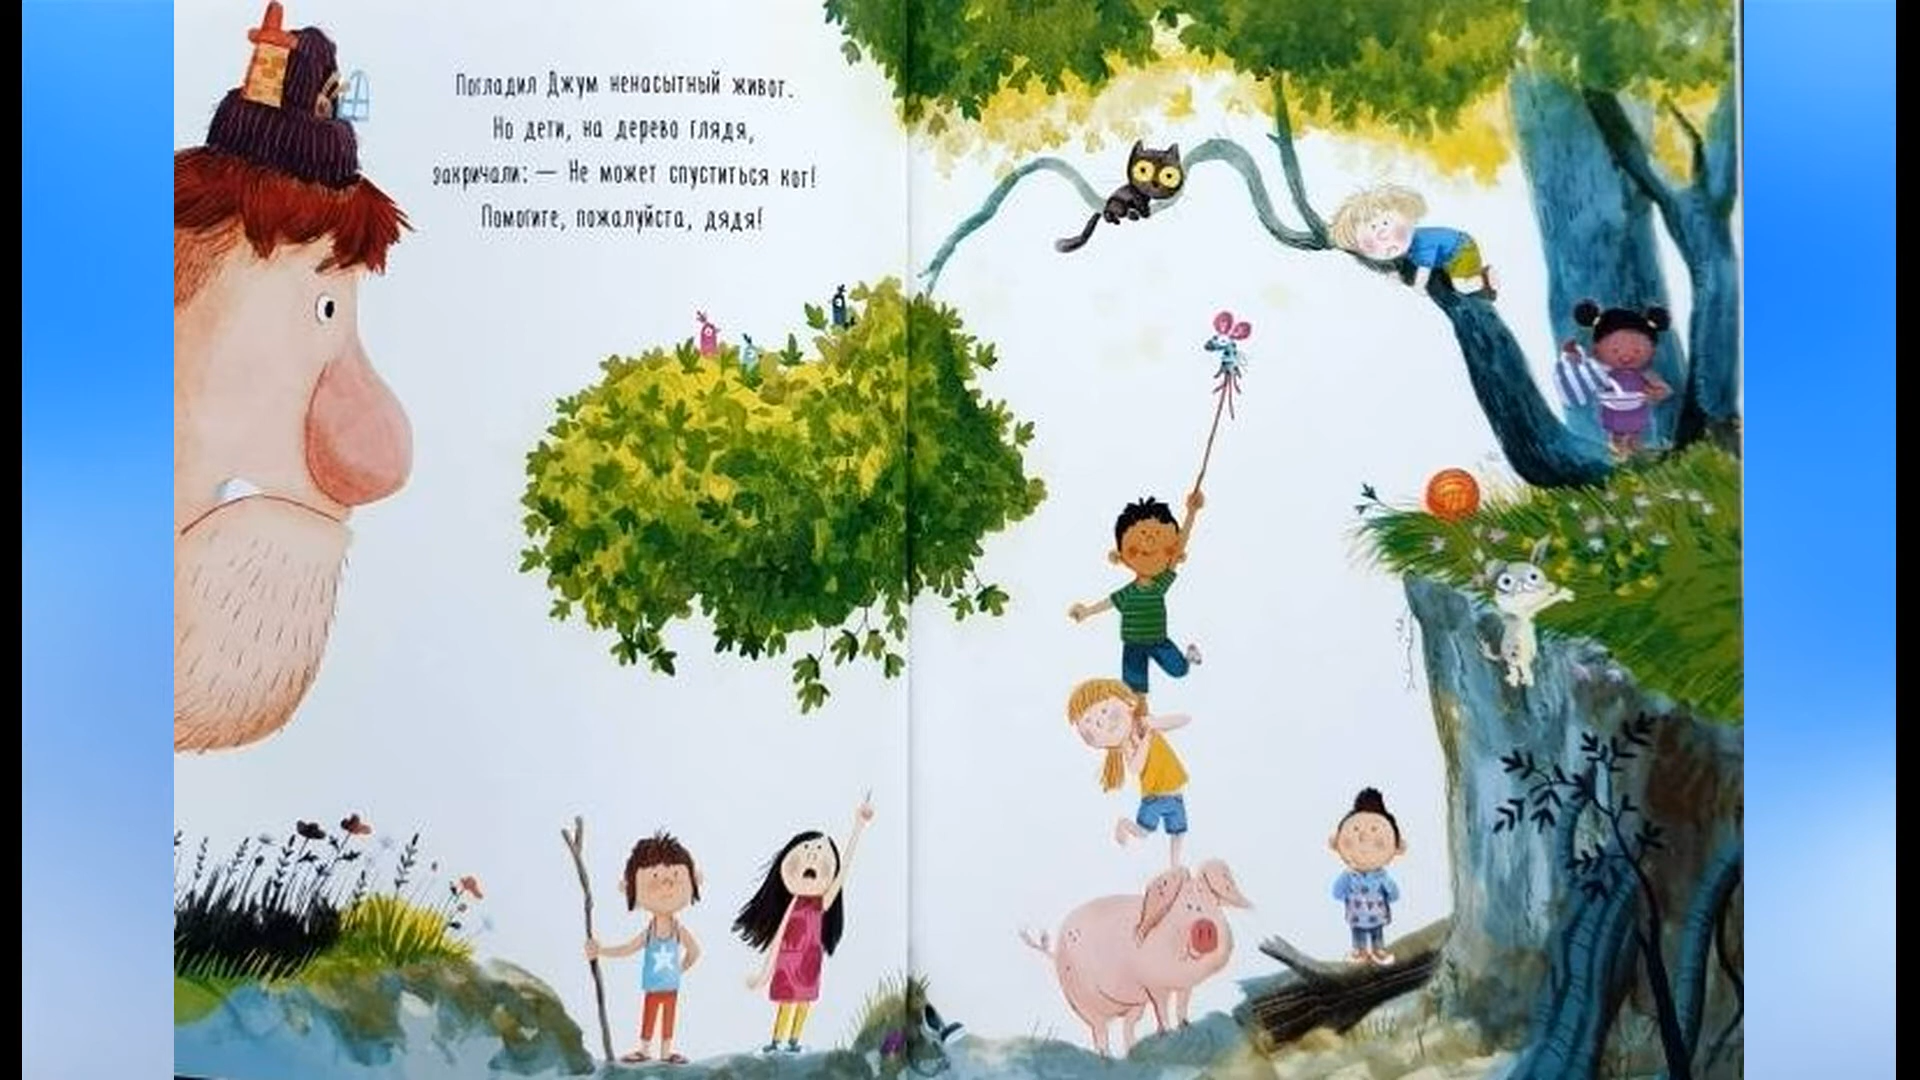 Погладил Джум ненасытный живот.
Но дети, на дерево глядя,
закричали: — Не может спуститься кот!
Помогите, пожалуйста, дядя!